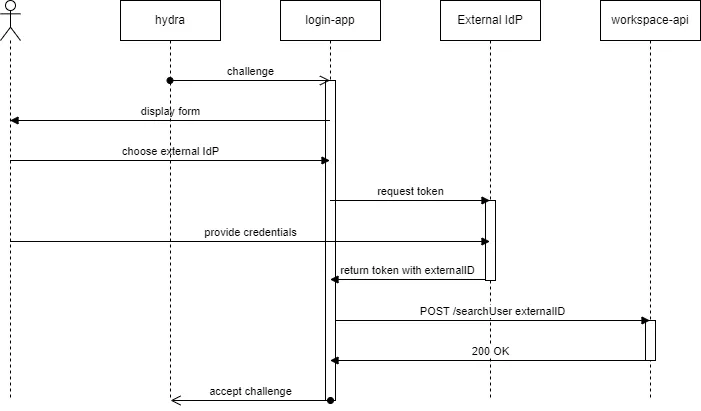 hydra
login-app
External IdP
workspace-api
challenge
display form
choose external IdP
request token
provide credentials
return token with externalID
POST /searchUser externalID
200 OK
accept challenge